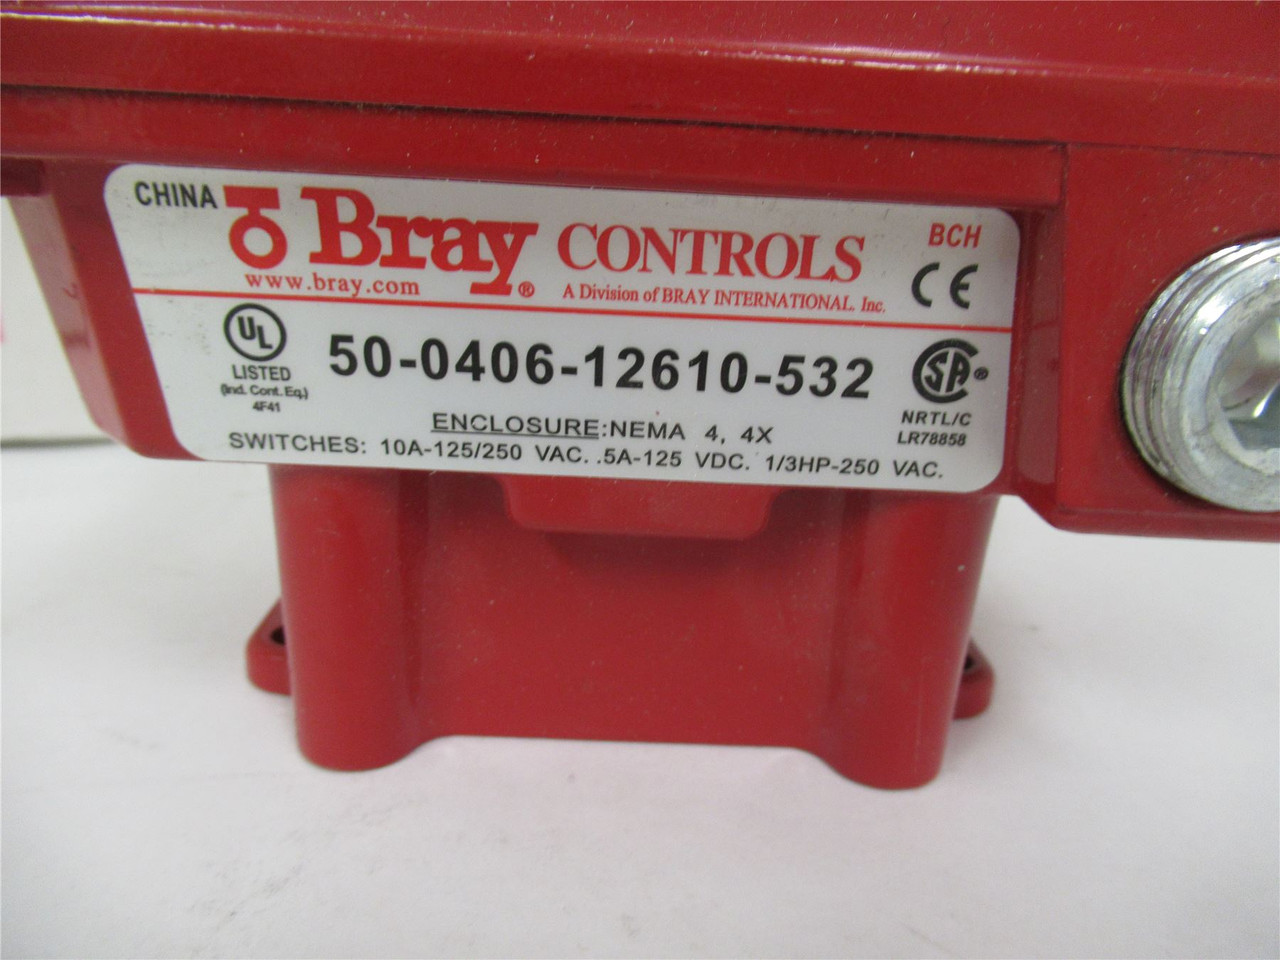 CHINA
Bray CONTROLS
BCH
www.bray.com
®
A Division of BRAY INTERNATIONAL. Inc.
CE
UL
LISTED
(Ind. Cont. Eq.)
4F41
50-0406-12610-532
SA®
NRTL/C
LR78858
ENCLOSURE:NEMA 4, 4X
SWITCHES: 10A-125/250 VAC. .5A-125 VDC. 1/3HP-250 VAC.